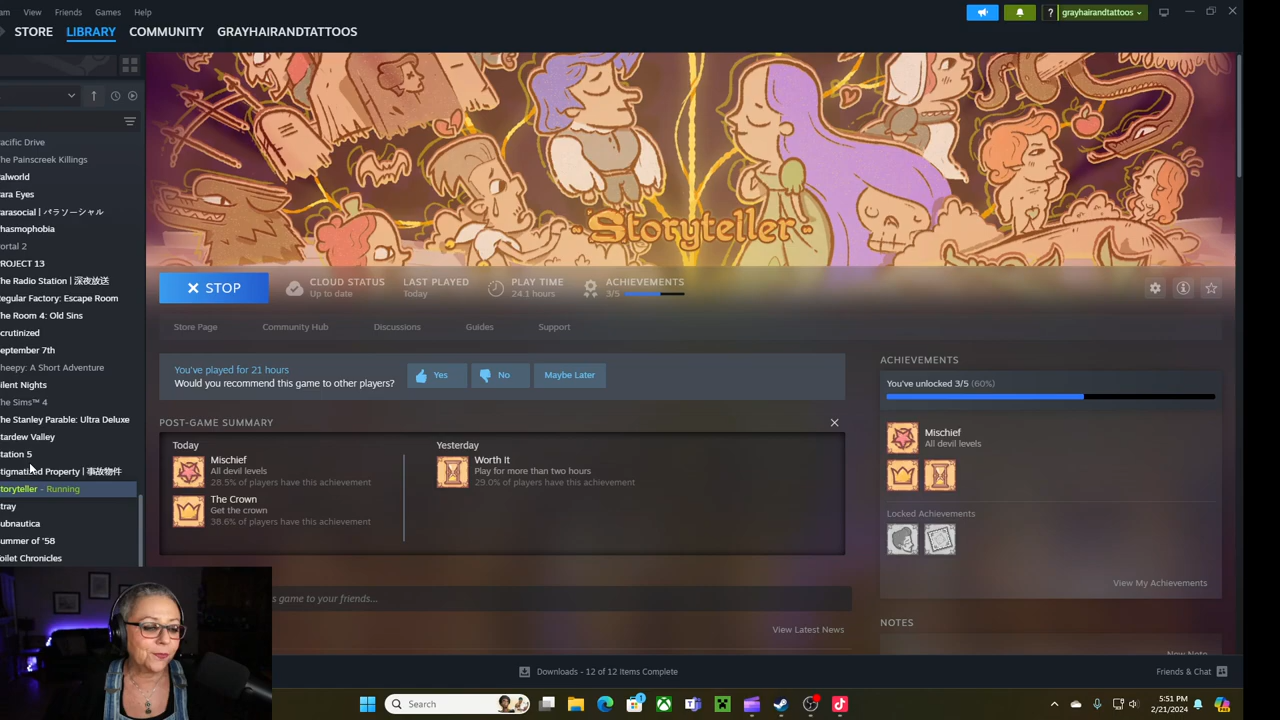 am View Friends Games Help
? grayhairandtattoos
STORE LIBRARY COMMUNITY GRAYHAIRANDTATTOOS
acific Drive
he Painscreek Killings
alworld
ara Eyes
arasocial | パラソーシャル
hasmophobia
ortal 2
ROJECT 13
he Radio Station | 深夜放送
egular Factory: Escape Room
he Room 4: Old Sins
crutinized
eptember 7th
heepy: A Short Adventure
ilent Nights
he Sims™ 4
he Stanley Parable: Ultra Deluxe
tardew Valley
tation 5
tigmatized Property | 事故物件
toryteller - Running
tray
ubnautica
ummer of '58
oilet Chronicles
Storyteller
STOP
CLOUD STATUS
Up to date
LAST PLAYED
Today
PLAY TIME
24.1 hours
ACHIEVEMENTS
3/5
Store Page Community Hub Discussions Guides Support
You've played for 21 hours
Would you recommend this game to other players?
Yes No Maybe Later
POST-GAME SUMMARY
Today
Mischief
All devil levels
28.5% of players have this achievement
The Crown
Get the crown
38.6% of players have this achievement
Yesterday
Worth It
Play for more than two hours
29.0% of players have this achievement
s game to your friends...
View Latest News
ACHIEVEMENTS
You've unlocked 3/5 (60%)
Mischief
All devil levels
Locked Achievements
View My Achievements
NOTES
New Note
Downloads - 12 of 12 Items Complete
Friends & Chat
Search
5:51 PM
2/21/2024